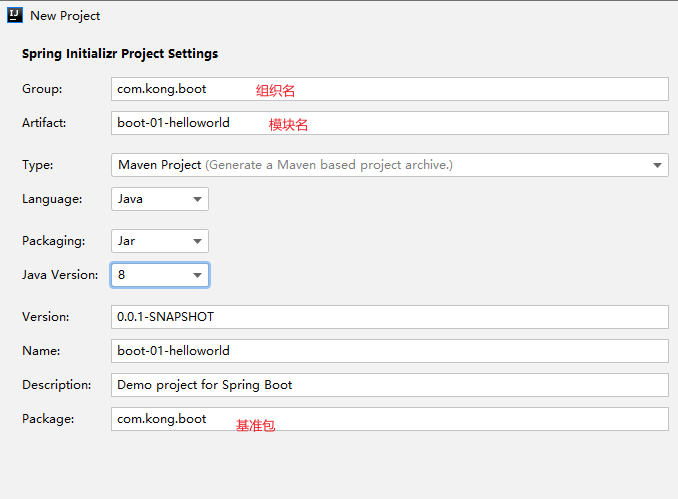 New Project
Spring Initializr Project Settings
Group: com.kong.boot 组织名
Artifact: boot-01-helloworld 模块名
Type: Maven Project (Generate a Maven based project archive.)
Language: Java
Packaging: Jar
Java Version: 8
Version: 0.0.1-SNAPSHOT
Name: boot-01-helloworld
Description: Demo project for Spring Boot
Package: com.kong.boot 基准包